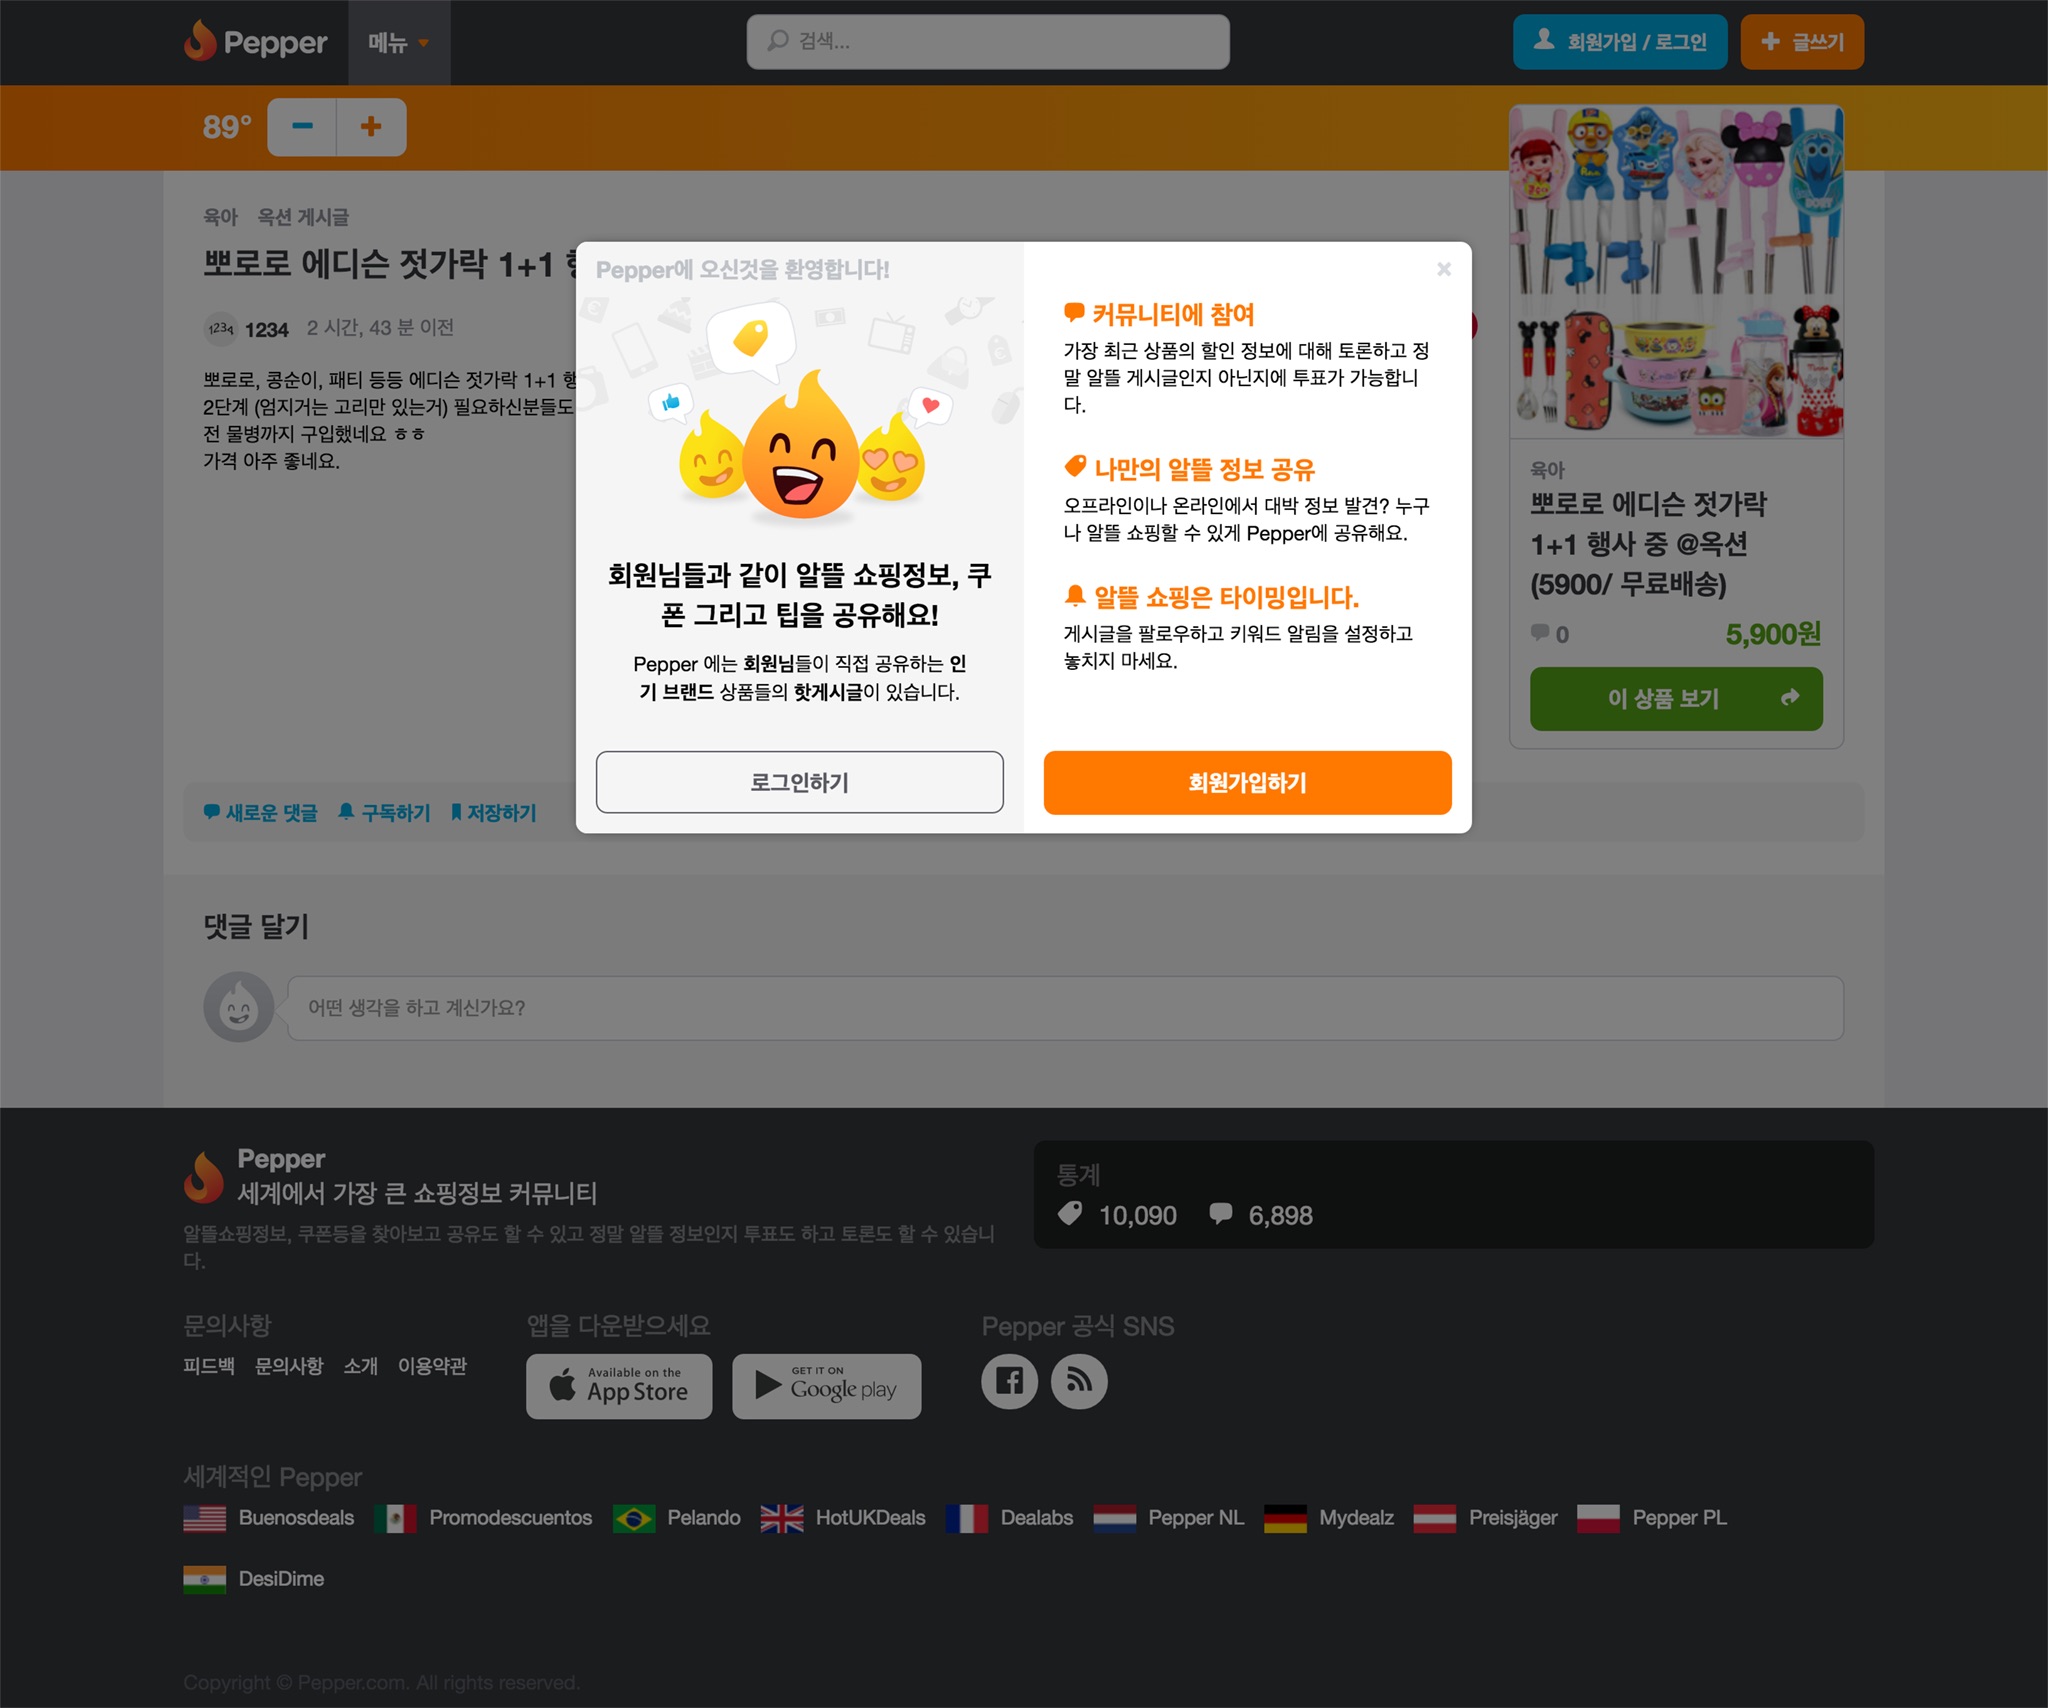 Pepper
메뉴
검색...
회원가입 / 로그인
글쓰기
89°
육아 옥션 게시글
뽀로로 에디슨 젓가락 1+1
1234 1234 2 시간, 43 분 이전
뽀로로, 콩순이, 패티 등등 에디슨 젓가락 1+1 행
2단계 (엄지거는 고리만 있는거) 필요하신분들도
전 물병까지 구입했네요 ㅎㅎ
가격 아주 좋네요.
Pepper에 오신것을 환영합니다!
회원님들과 같이 알뜰 쇼핑정보, 쿠
폰 그리고 팁을 공유해요!
Pepper 에는 회원님들이 직접 공유하는 인
기 브랜드 상품들의 핫게시글이 있습니다.
로그인하기
커뮤니티에 참여
가장 최근 상품의 할인 정보에 대해 토론하고 정
말 알뜰 게시글인지 아닌지에 투표가 가능합니
다.
나만의 알뜰 정보 공유
오프라인이나 온라인에서 대박 정보 발견? 누구
나 알뜰 쇼핑할 수 있게 Pepper에 공유해요.
알뜰 쇼핑은 타이밍입니다.
게시글을 팔로우하고 키워드 알림을 설정하고
놓치지 마세요.
회원가입하기
육아
뽀로로 에디슨 젓가락
1+1 행사 중 @옥션
(5900/ 무료배송)
0 5,900원
이 상품 보기
새로운 댓글 구독하기 저장하기
댓글 달기
어떤 생각을 하고 계신가요?
Pepper
세계에서 가장 큰 쇼핑정보 커뮤니티
알뜰쇼핑정보, 쿠폰등을 찾아보고 공유도 할 수 있고 정말 알뜰 정보인지 투표도 하고 토론도 할 수 있습니
다.
통계
10,090 6,898
문의사항
피드백 문의사항 소개 이용약관
앱을 다운받으세요
Available on the
App Store
GET IT ON
Google play
Pepper 공식 SNS
세계적인 Pepper
Buenosdeals Promodescuentos Pelando HotUKDeals Dealabs Pepper NL Mydealz Preisjäger Pepper PL
DesiDime
Copyright © Pepper.com. All rights reserved.